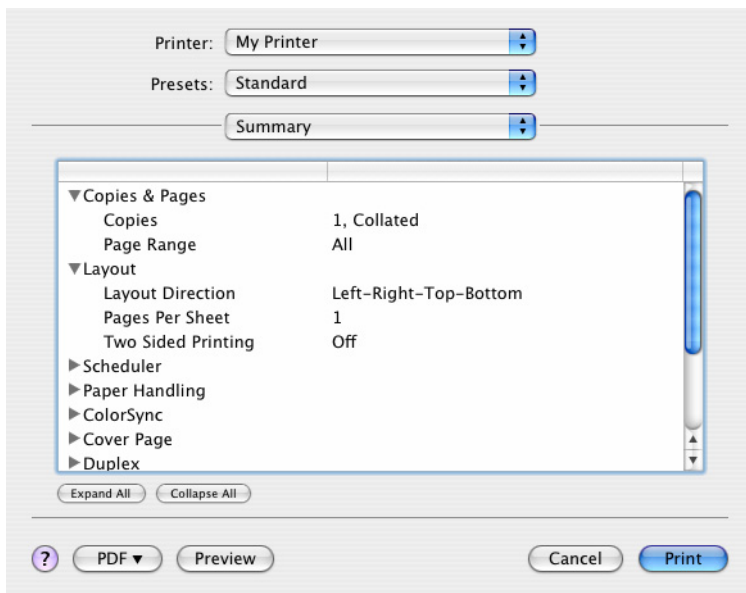 Printer: My Printer
Presets: Standard
Summary
Copies & Pages
Copies 1, Collated
Page Range All
Layout
Layout Direction Left-Right-Top-Bottom
Pages Per Sheet 1
Two Sided Printing Off
Scheduler
Paper Handling
ColorSync
Cover Page
Duplex
Expand All Collapse All
? PDF▼ Preview Cancel Print